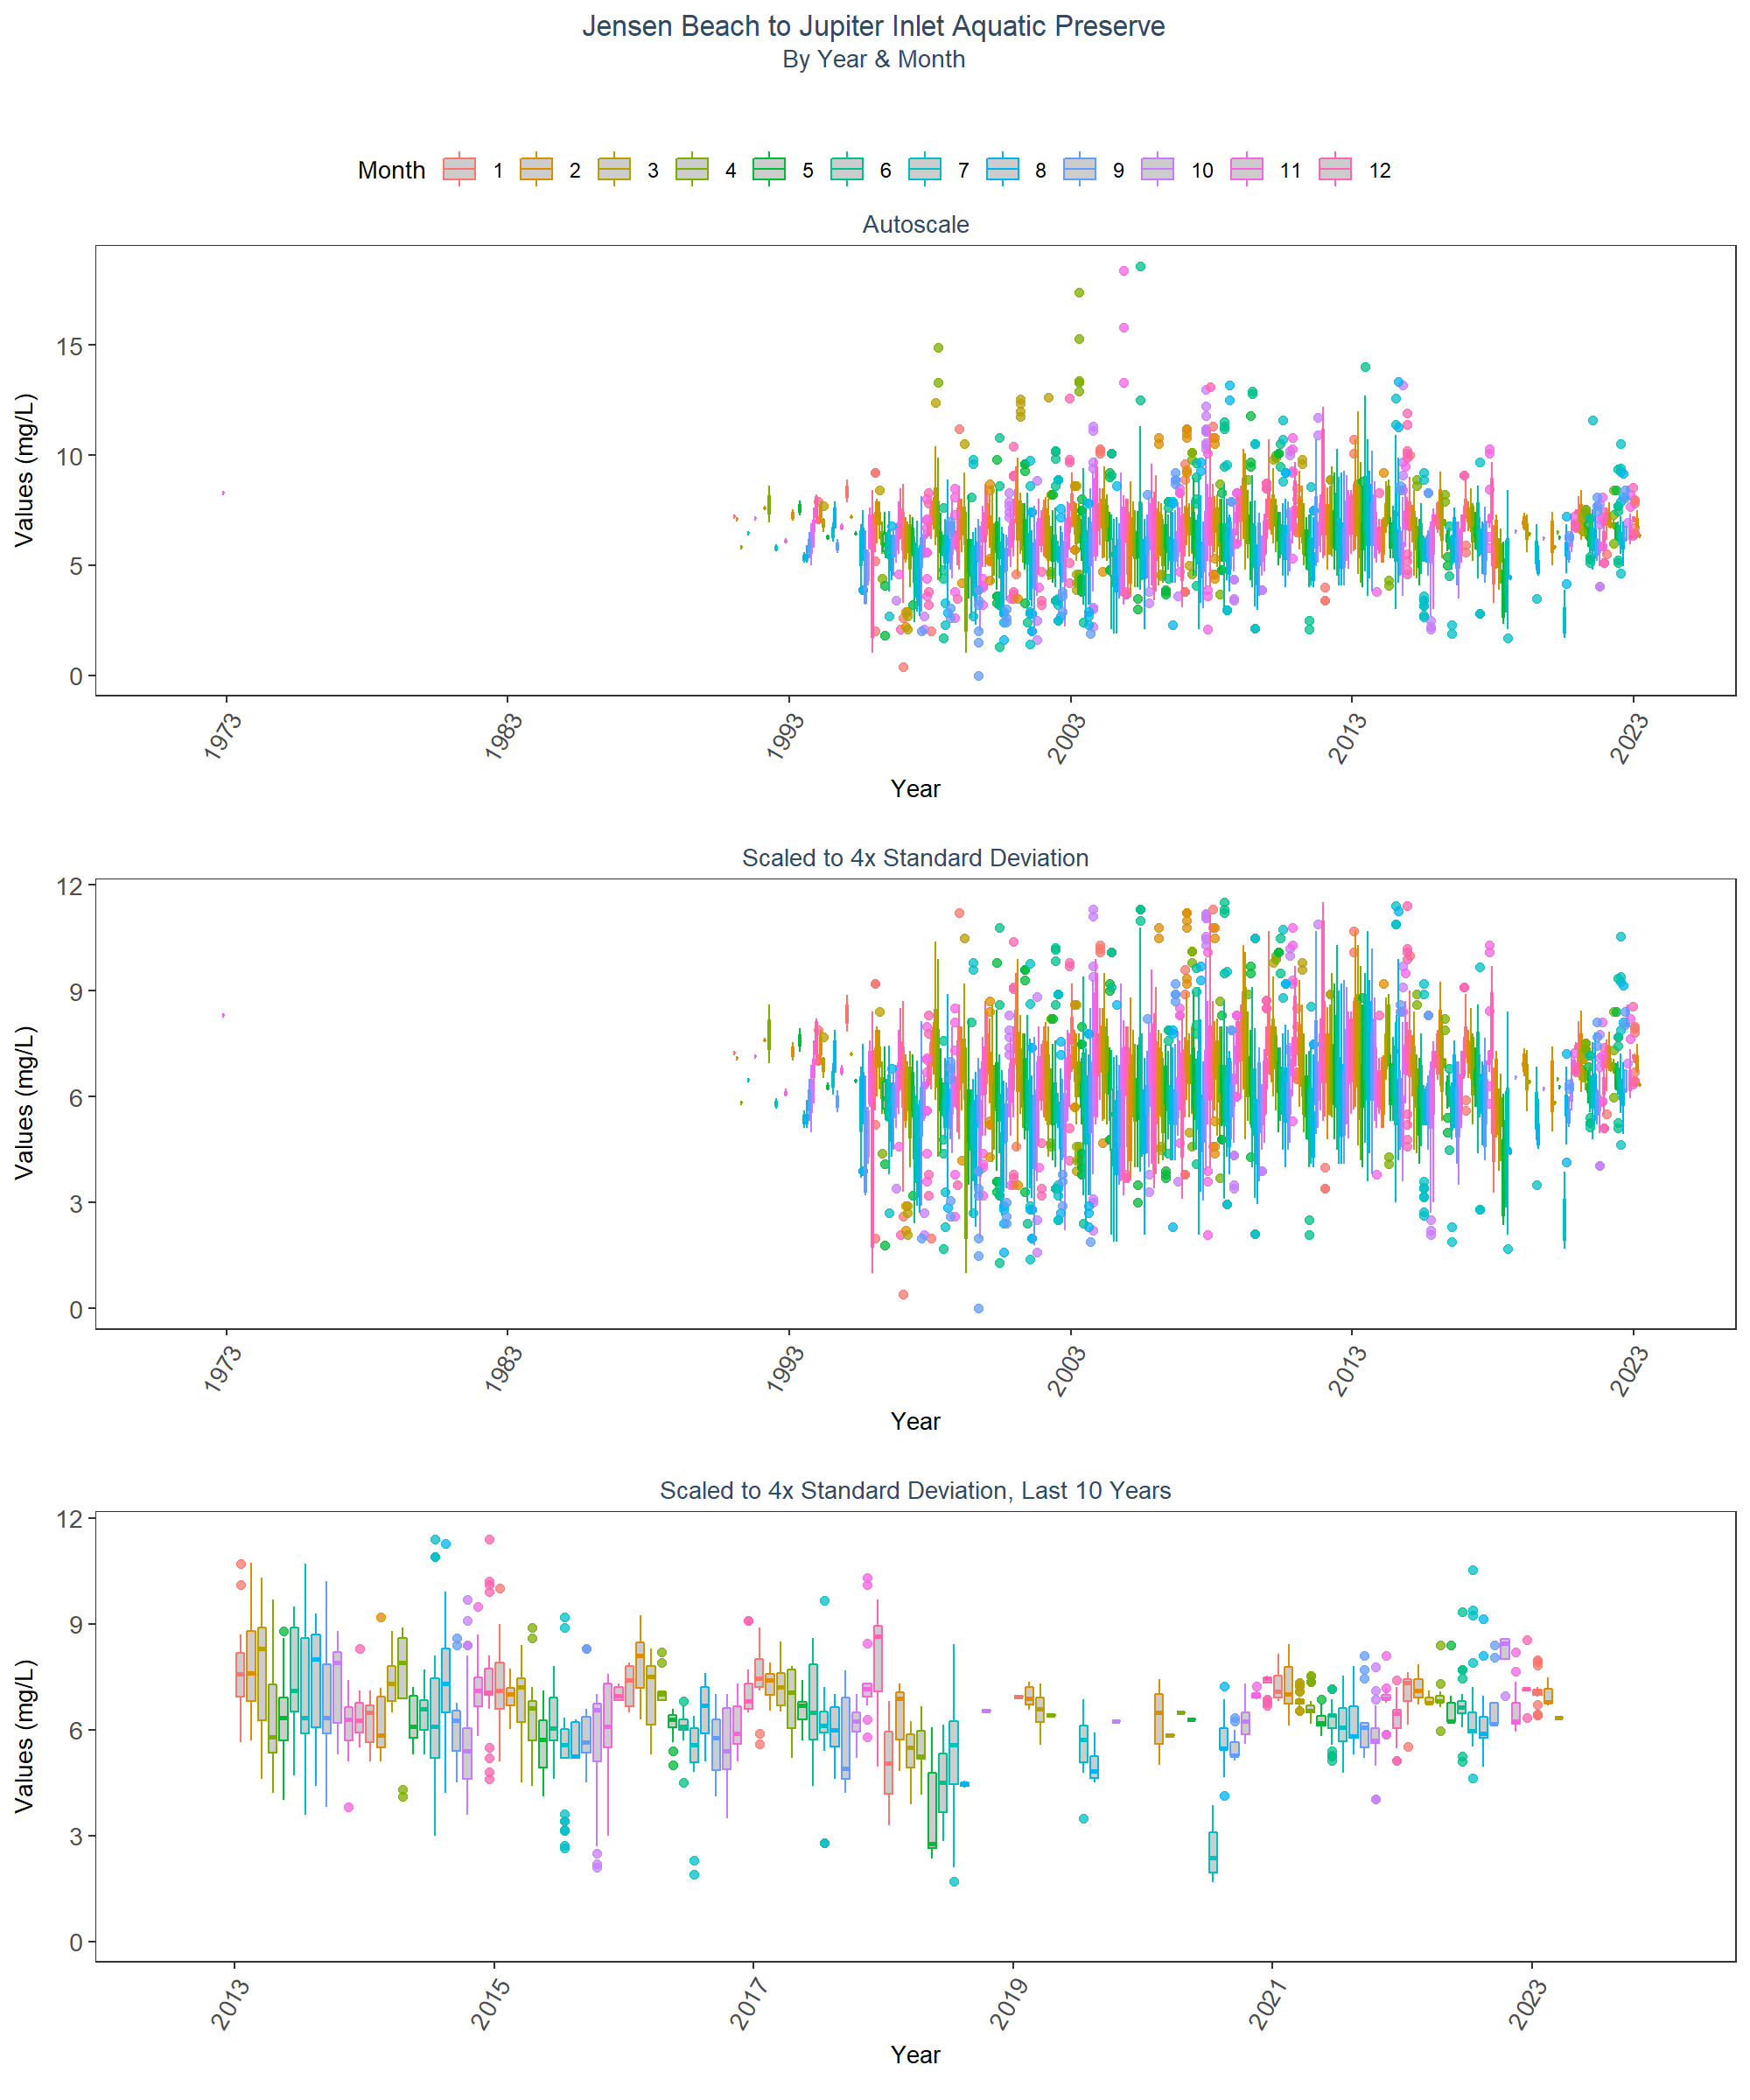 Jensen Beach to Jupiter Inlet Aquatic Preserve
By Year & Month
Month 1 2 3 4 5 6 7 8 9 10 11 12
Autoscale
Values (mg/L)
15
10
5
0
1973 1983 1993 2003 2013 2023
Year
Scaled to 4x Standard Deviation
Values (mg/L)
12
9
6
3
0
1973 1983 1993 2003 2013 2023
Year
Scaled to 4x Standard Deviation, Last 10 Years
Values (mg/L)
12
9
6
3
0
2013 2015 2017 2019 2021 2023
Year